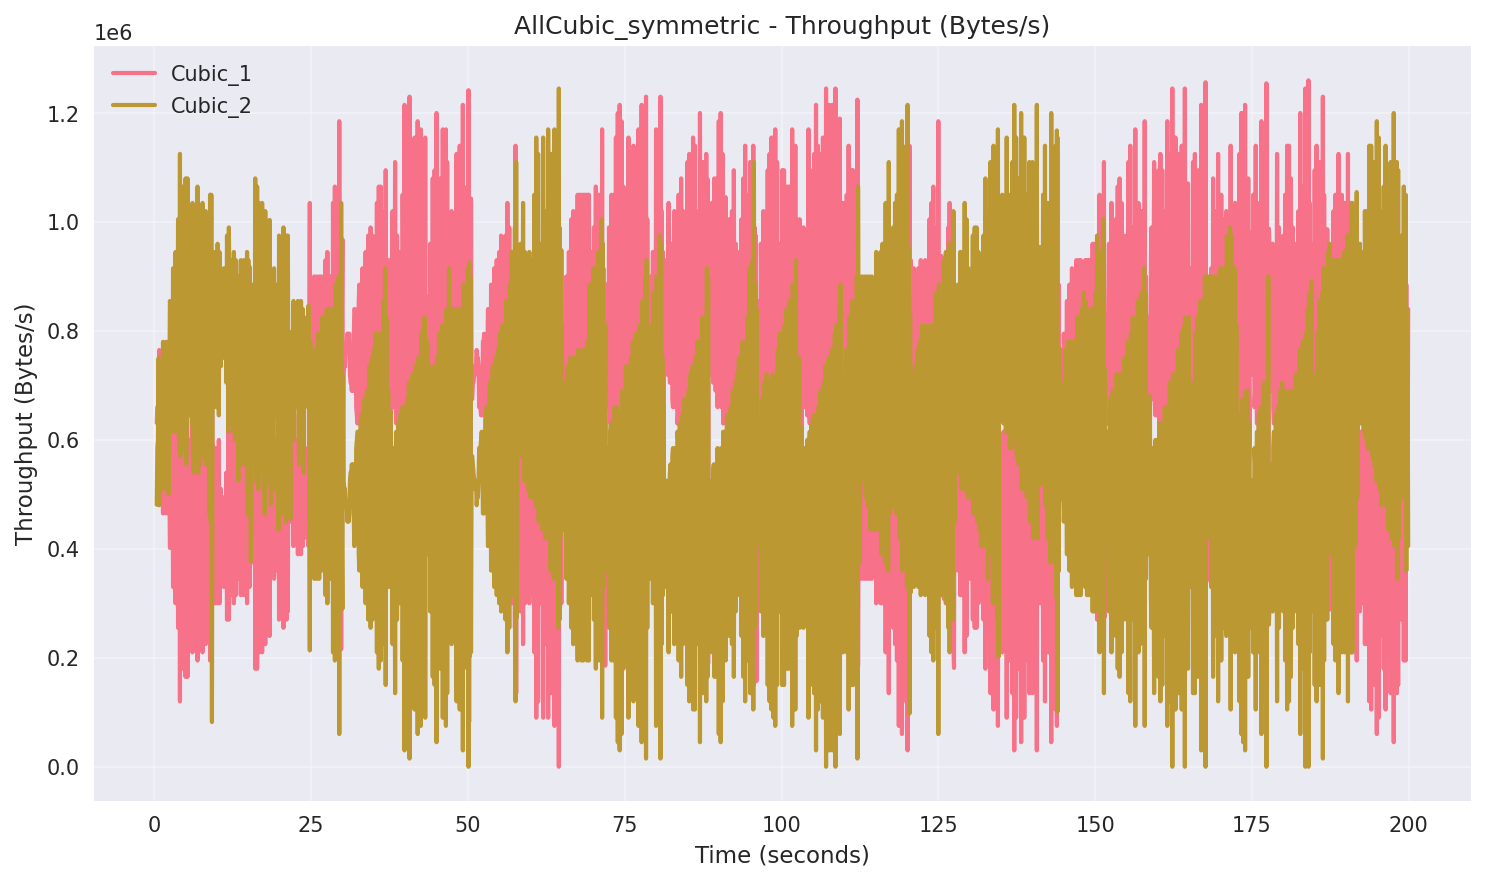 AllCubic_symmetric - Throughput (Bytes/s)
1e6
Cubic_1
Cubic_2
1.2
1.0
0.8
0.6
0.4
0.2
0.0
Throughput (Bytes/s)
0 25 50 75 100 125 150 175 200
Time (seconds)